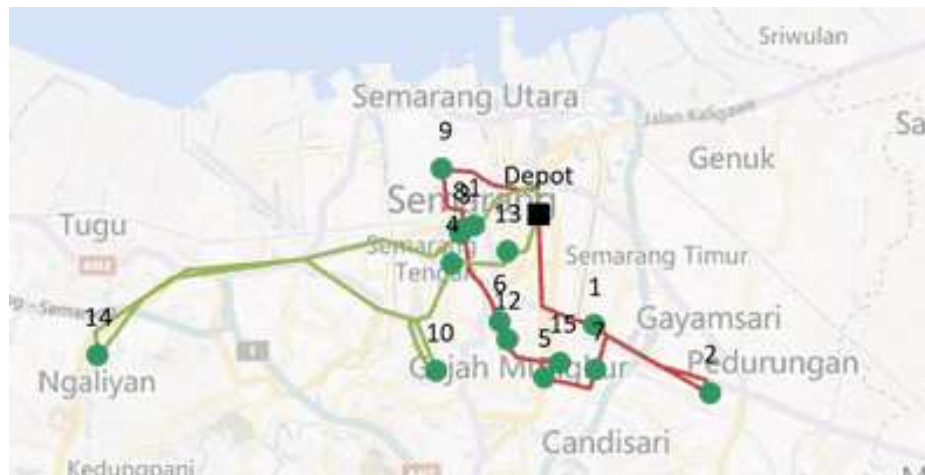 Sriwulan
Semarang Utara
Jalan Kaligawe
Sa
9
Genuk
Depot
Semarang
13
Tugu
4
Semarang
Tengah
Semarang Timur
6
1
14
12
Gayamsari
10
5
15
7
2
Pedurungan
Ngaliyan
Gajah Mungkur
1
Candisari
Kedungpani